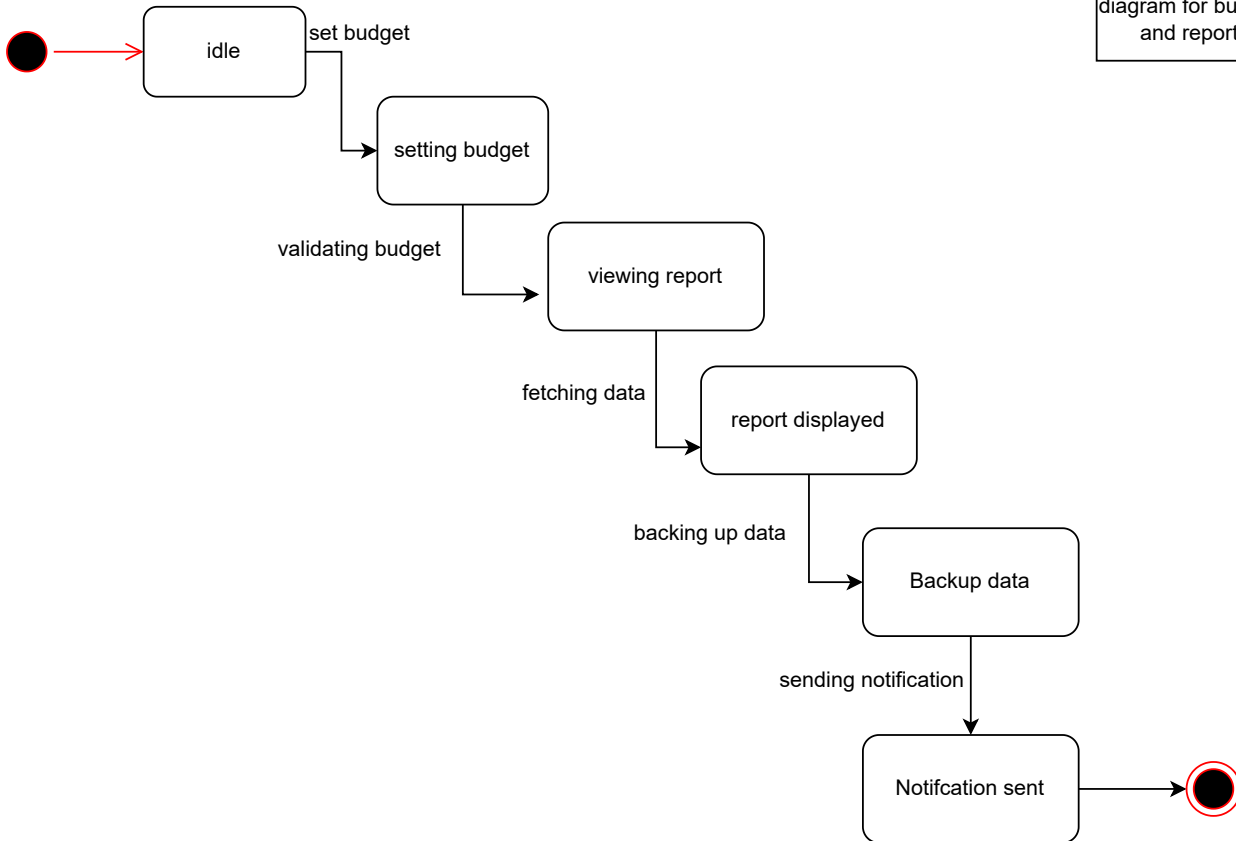 diagram for bu
and report
idle
set budget
setting budget
validating budget
viewing report
fetching data
report displayed
backing up data
Backup data
sending notification
Notifcation sent